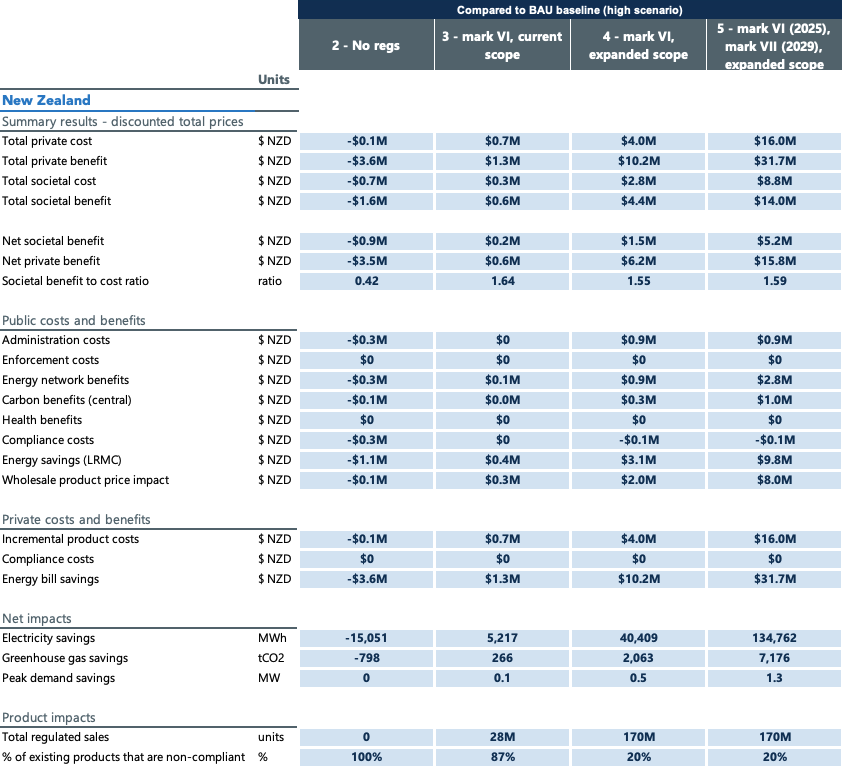 Compared to BAU baseline (high scenario)
Units 2 - No regs 3 - mark VI, current scope 4 - mark VI, expanded scope 5 - mark VI (2025), mark VII (2029), expanded scope
New Zealand
Summary results - discounted total prices
Total private cost $ NZD -$0.1M $0.7M $4.0M $16.0M
Total private benefit $ NZD -$3.6M $1.3M $10.2M $31.7M
Total societal cost $ NZD -$0.7M $0.3M $2.8M $8.8M
Total societal benefit $ NZD -$1.6M $0.6M $4.4M $14.0M
Net societal benefit $ NZD -$0.9M $0.2M $1.5M $5.2M
Net private benefit $ NZD -$3.5M $0.6M $6.2M $15.8M
Societal benefit to cost ratio ratio 0.42 1.64 1.55 1.59
Public costs and benefits
Administration costs $ NZD -$0.3M $0 $0.9M $0.9M
Enforcement costs $ NZD $0 $0 $0 $0
Energy network benefits $ NZD -$0.3M $0.1M $0.9M $2.8M
Carbon benefits (central) $ NZD -$0.1M $0.0M $0.3M $1.0M
Health benefits $ NZD $0 $0 $0 $0
Compliance costs $ NZD -$0.3M $0 -$0.1M -$0.1M
Energy savings (LRMC) $ NZD -$1.1M $0.4M $3.1M $9.8M
Wholesale product price impact $ NZD -$0.1M $0.3M $2.0M $8.0M
Private costs and benefits
Incremental product costs $ NZD -$0.1M $0.7M $4.0M $16.0M
Compliance costs $ NZD $0 $0 $0 $0
Energy bill savings $ NZD -$3.6M $1.3M $10.2M $31.7M
Net impacts
Electricity savings MWh -15,051 5,217 40,409 134,762
Greenhouse gas savings tCO2 -798 266 2,063 7,176
Peak demand savings MW 0 0.1 0.5 1.3
Product impacts
Total regulated sales units 0 28M 170M 170M
% of existing products that are non-compliant % 100% 87% 20% 20%